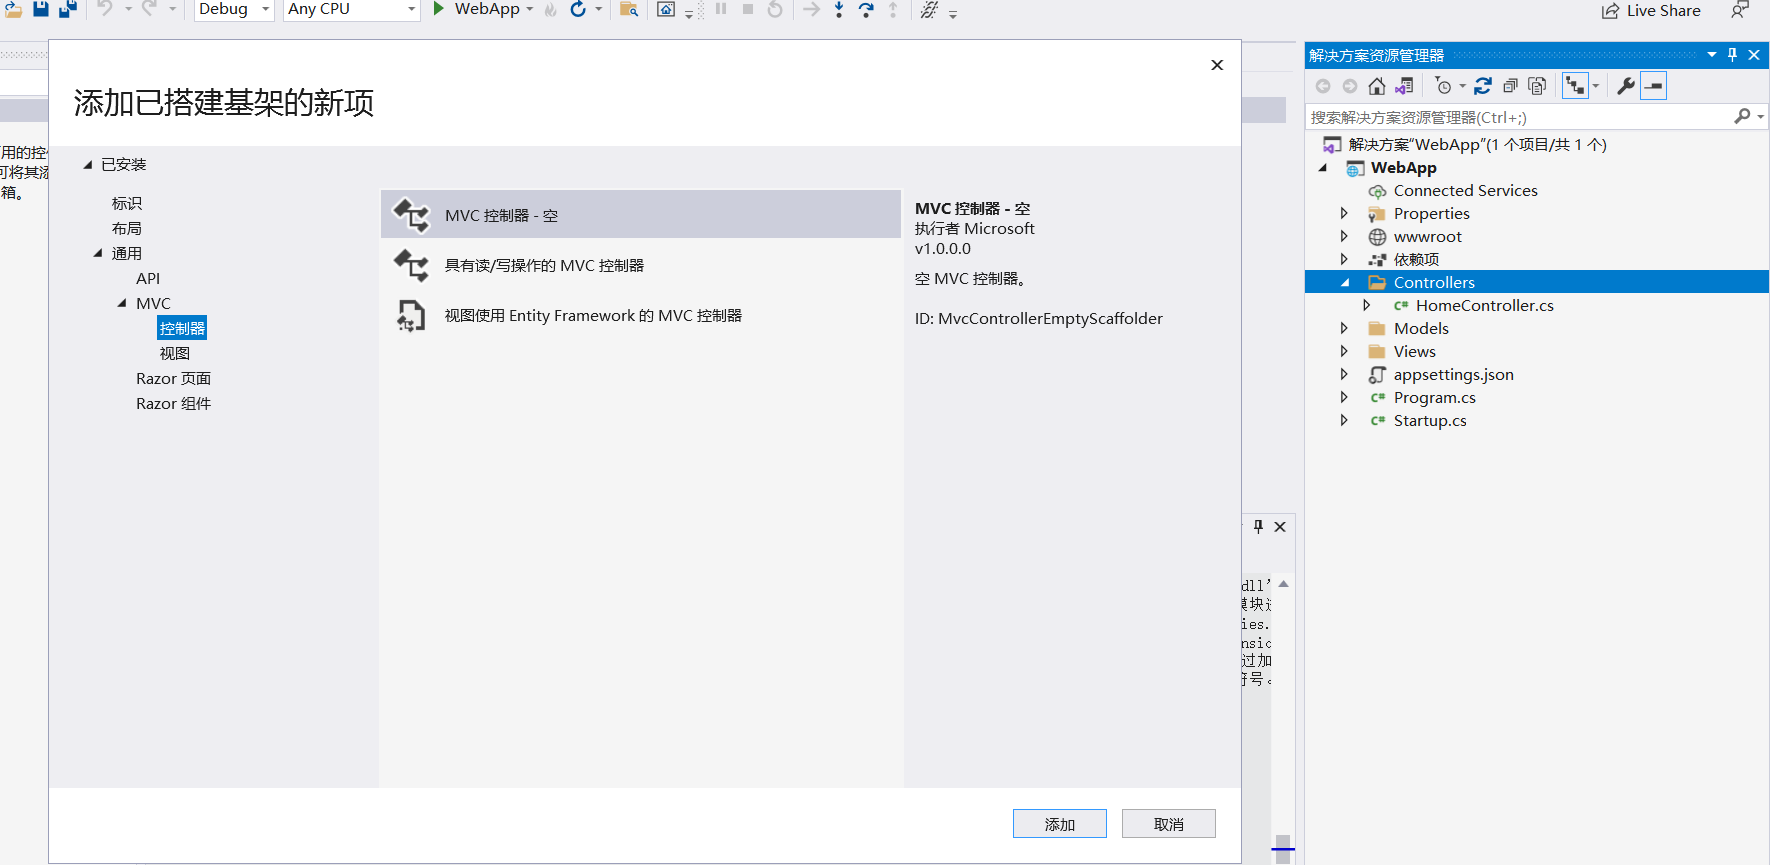 Debug
Any CPU
WebApp
Live Share
添加已搭建基架的新项
用的控
可将其添
箱。
已安装
标识
布局
通用
API
MVC
控制器
视图
Razor 页面
Razor 组件
MVC 控制器 - 空
具有读/写操作的 MVC 控制器
视图使用 Entity Framework 的 MVC 控制器
MVC 控制器 - 空
执行者 Microsoft
v1.0.0.0
空 MVC 控制器。
ID: MvcControllerEmptyScaffolder
添加
取消
dll’
模块进
ies.
nsic
过加
符号。
解决方案资源管理器
搜索解决方案资源管理器(Ctrl+;)
解决方案"WebApp"(1 个项目/共 1 个)
WebApp
Connected Services
Properties
wwwroot
依赖项
Controllers
C# HomeController.cs
Models
Views
appsettings.json
C# Program.cs
C# Startup.cs